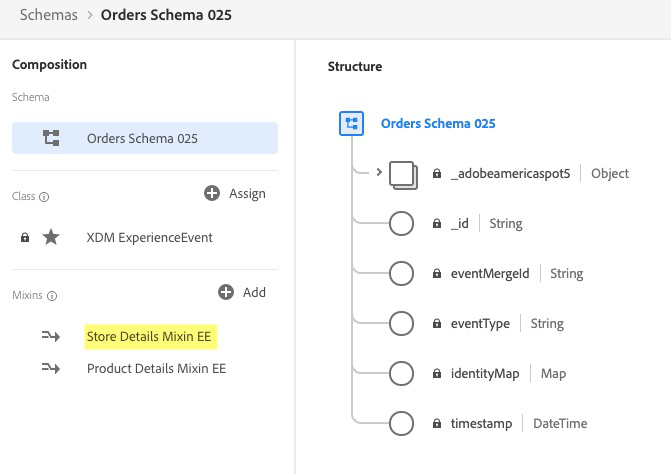 Schemas > Orders Schema 025
Composition
Schema
Orders Schema 025
Class
Assign
XDM ExperienceEvent
Mixins
Add
Store Details Mixin EE
Product Details Mixin EE
Structure
Orders Schema 025
_adobeamericaspot5 | Object
_id | String
eventMergeId | String
eventType | String
identityMap | Map
timestamp | DateTime